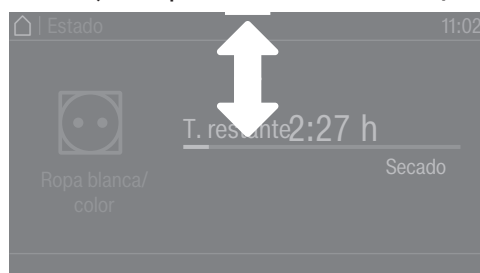 Estado 11:02
T. restante 2:27 h
Secado
Ropa blanca/
color